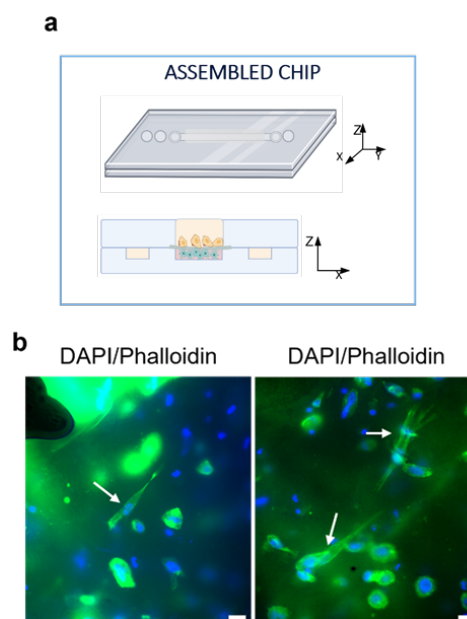 a
ASSEMBLED CHIP
Z
X
Y
Z
X
b
DAPI/Phalloidin
DAPI/Phalloidin